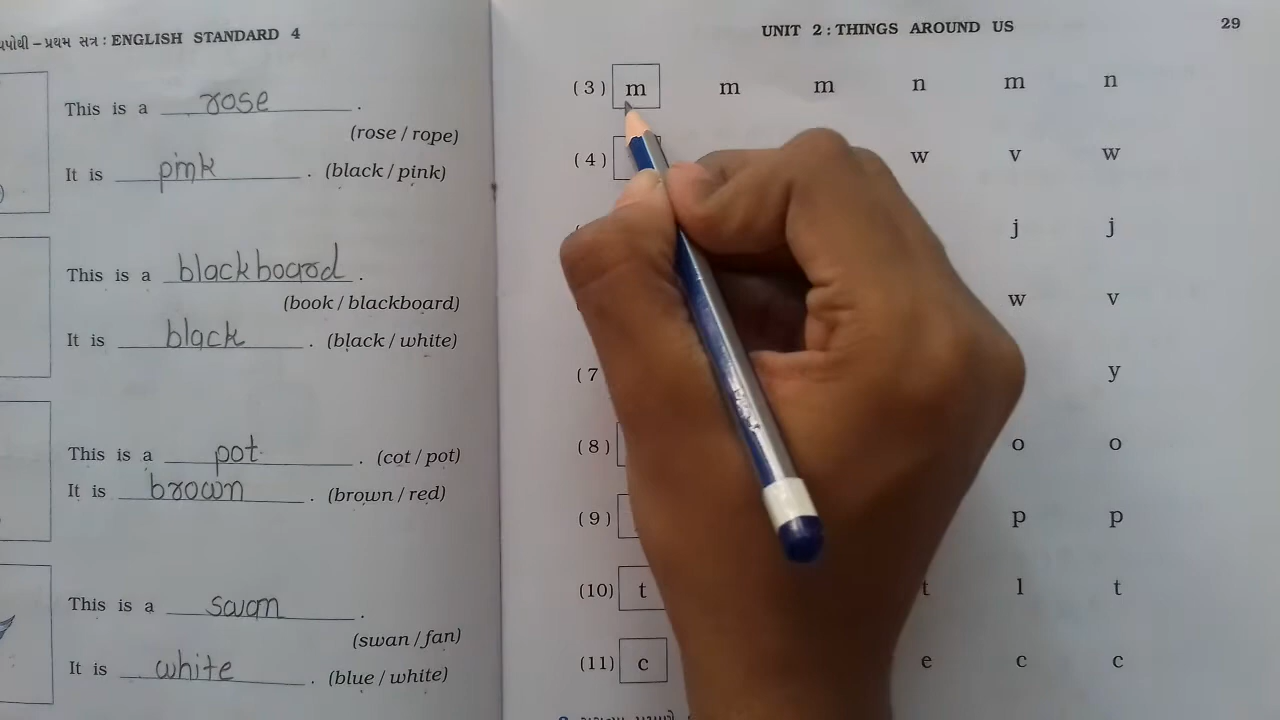 – પ્રથમ સત્ર : ENGLISH STANDARD 4
This is a rose .
(rose / rope)
It is pink . (black / pink)
This is a blackboard .
(book / blackboard)
It is black . (black / white)
This is a pot . (cot / pot)
It is brown . (brown / red)
This is a swan .
(swan / fan)
It is white . (blue / white)
UNIT 2 : THINGS AROUND US 29
(3) m m m n m n
(4) w v w
j j
w v
(7 y
(8) o o
(9) p p
(10) t t l t
(11) c e c c